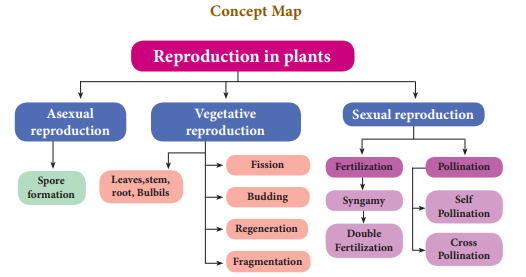 Concept Map
Reproduction in plants
Asexual
reproduction
Vegetative
reproduction
Sexual reproduction
Spore
formation
Leaves,stem,
root, Bulbils
Fission
Budding
Regeneration
Fragmentation
Fertilization
Syngamy
Double
Fertilization
Pollination
Self
Pollination
Cross
Pollination